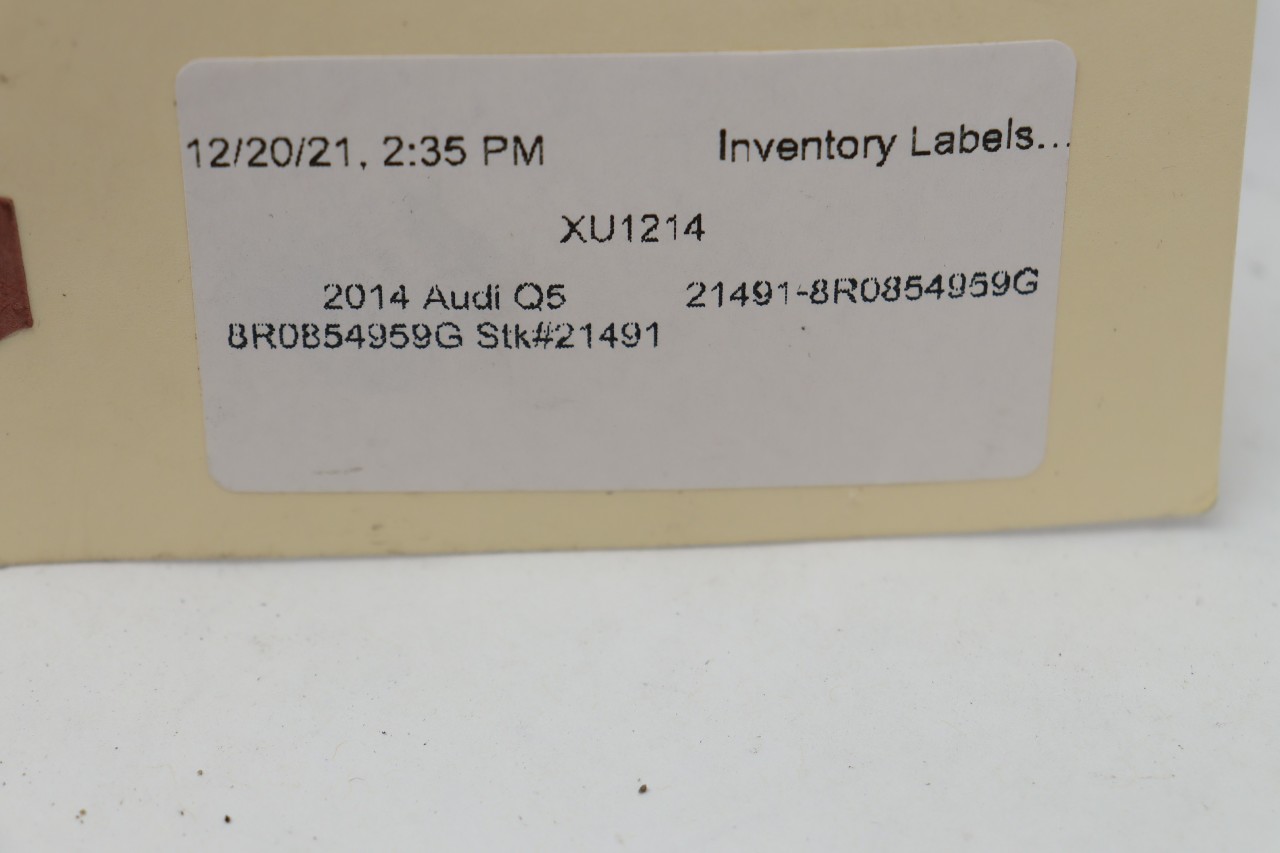 12/20/21, 2:35 PM Inventory Labels...
XU1214
2014 Audi Q5 21491-8R0854959G
8R0854959G Stk#21491